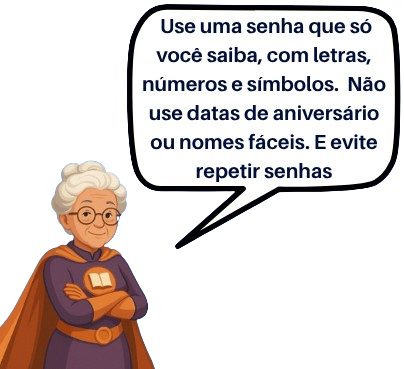 Use uma senha que só
você saiba, com letras,
números e símbolos.  Não
use datas de aniversário
ou nomes fáceis. E evite
repetir senhas